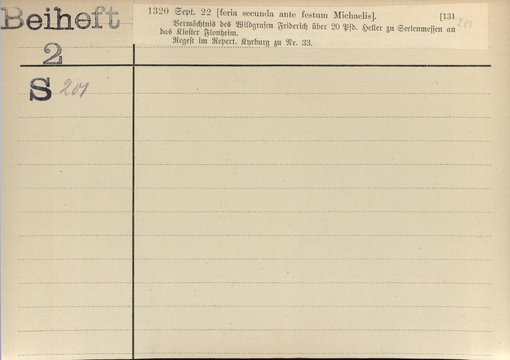 Beiheft
2
S 201
1320 Sept. 22 [feria secunda ante festum Michaelis]. [131 201
Vermächtnis des Wildgrafen Friderich über 20 Pfd. Heller zu Seelenmessen an
das Kloster Flonheim.
Regest im Repert. Kyrburg zu Nr. 33.